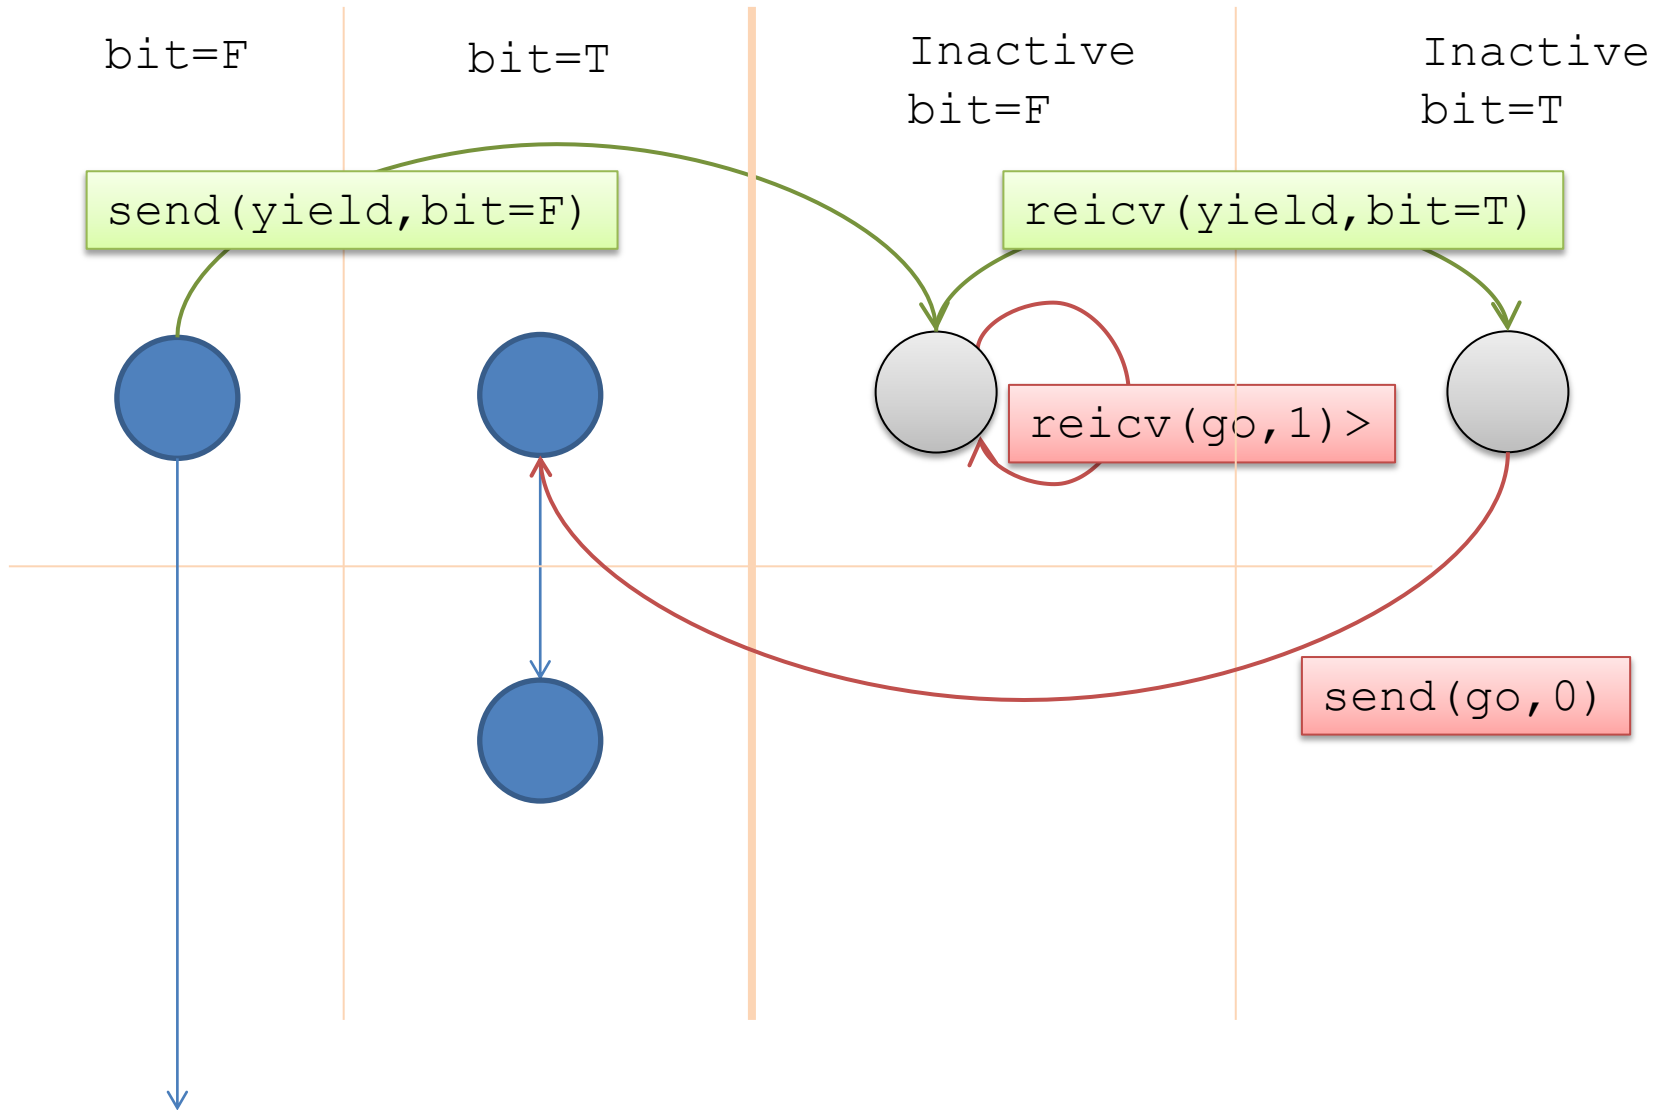 bit=F
bit=T
Inactive
bit=F
Inactive
bit=T
send(yield,bit=F)
reicv(yield,bit=T)
reicv(go,1)>
send(go,0)